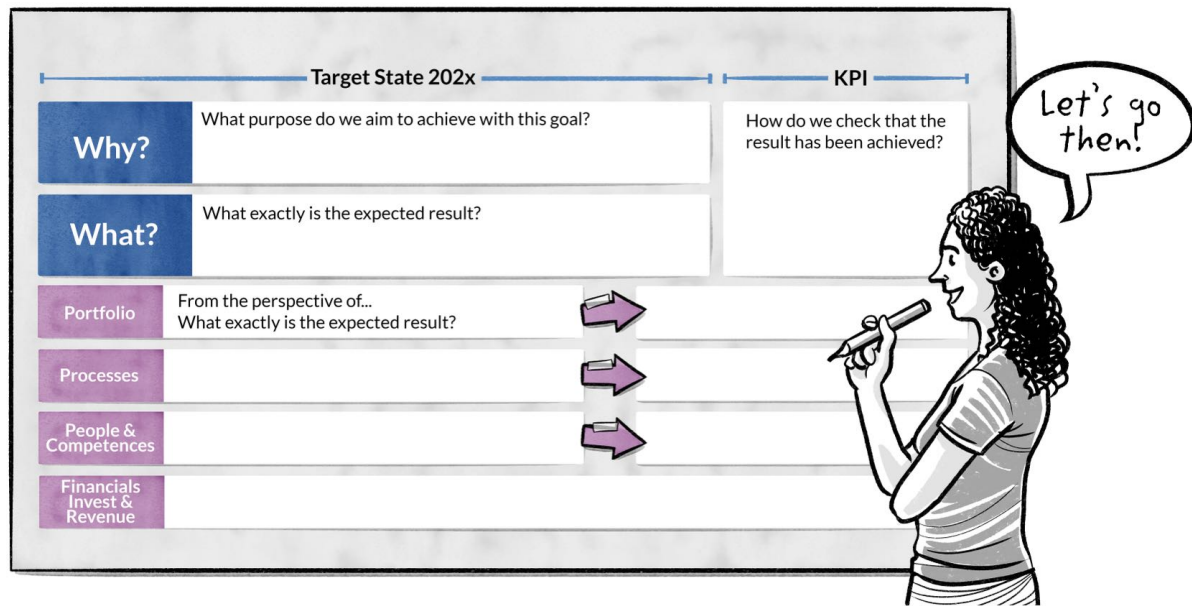 Target State 202x
KPI
Why?
What purpose do we aim to achieve with this goal?
How do we check that the
result has been achieved?
What?
What exactly is the expected result?
Portfolio
From the perspective of...
What exactly is the expected result?
Processes
People &
Competences
Financials
Invest &
Revenue
Let's go
then!